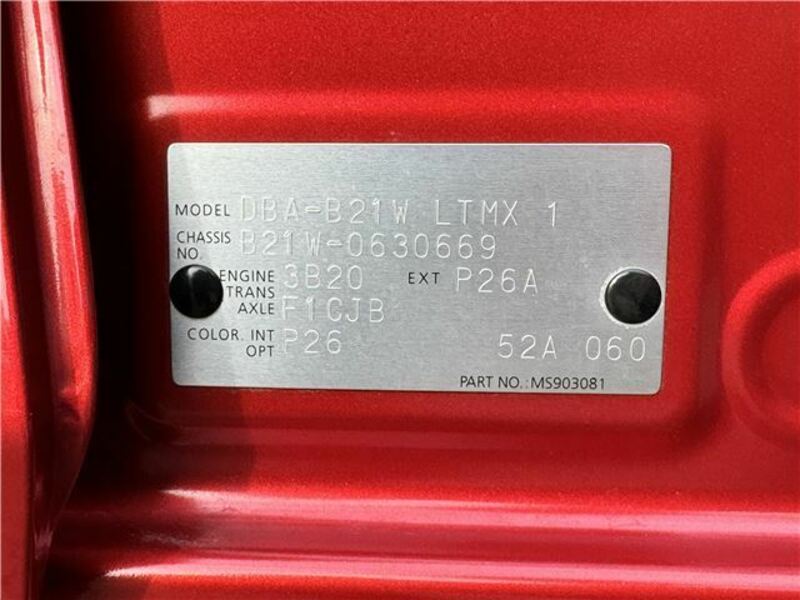 MODEL DBA-B21W LTMX 1
CHASSIS NO. B21W-0630669
ENGINE 3B20 EXT P26A
TRANS AXLE F1CJB
COLOR. INT OPT P26 52A 060
PART NO.: MS903081